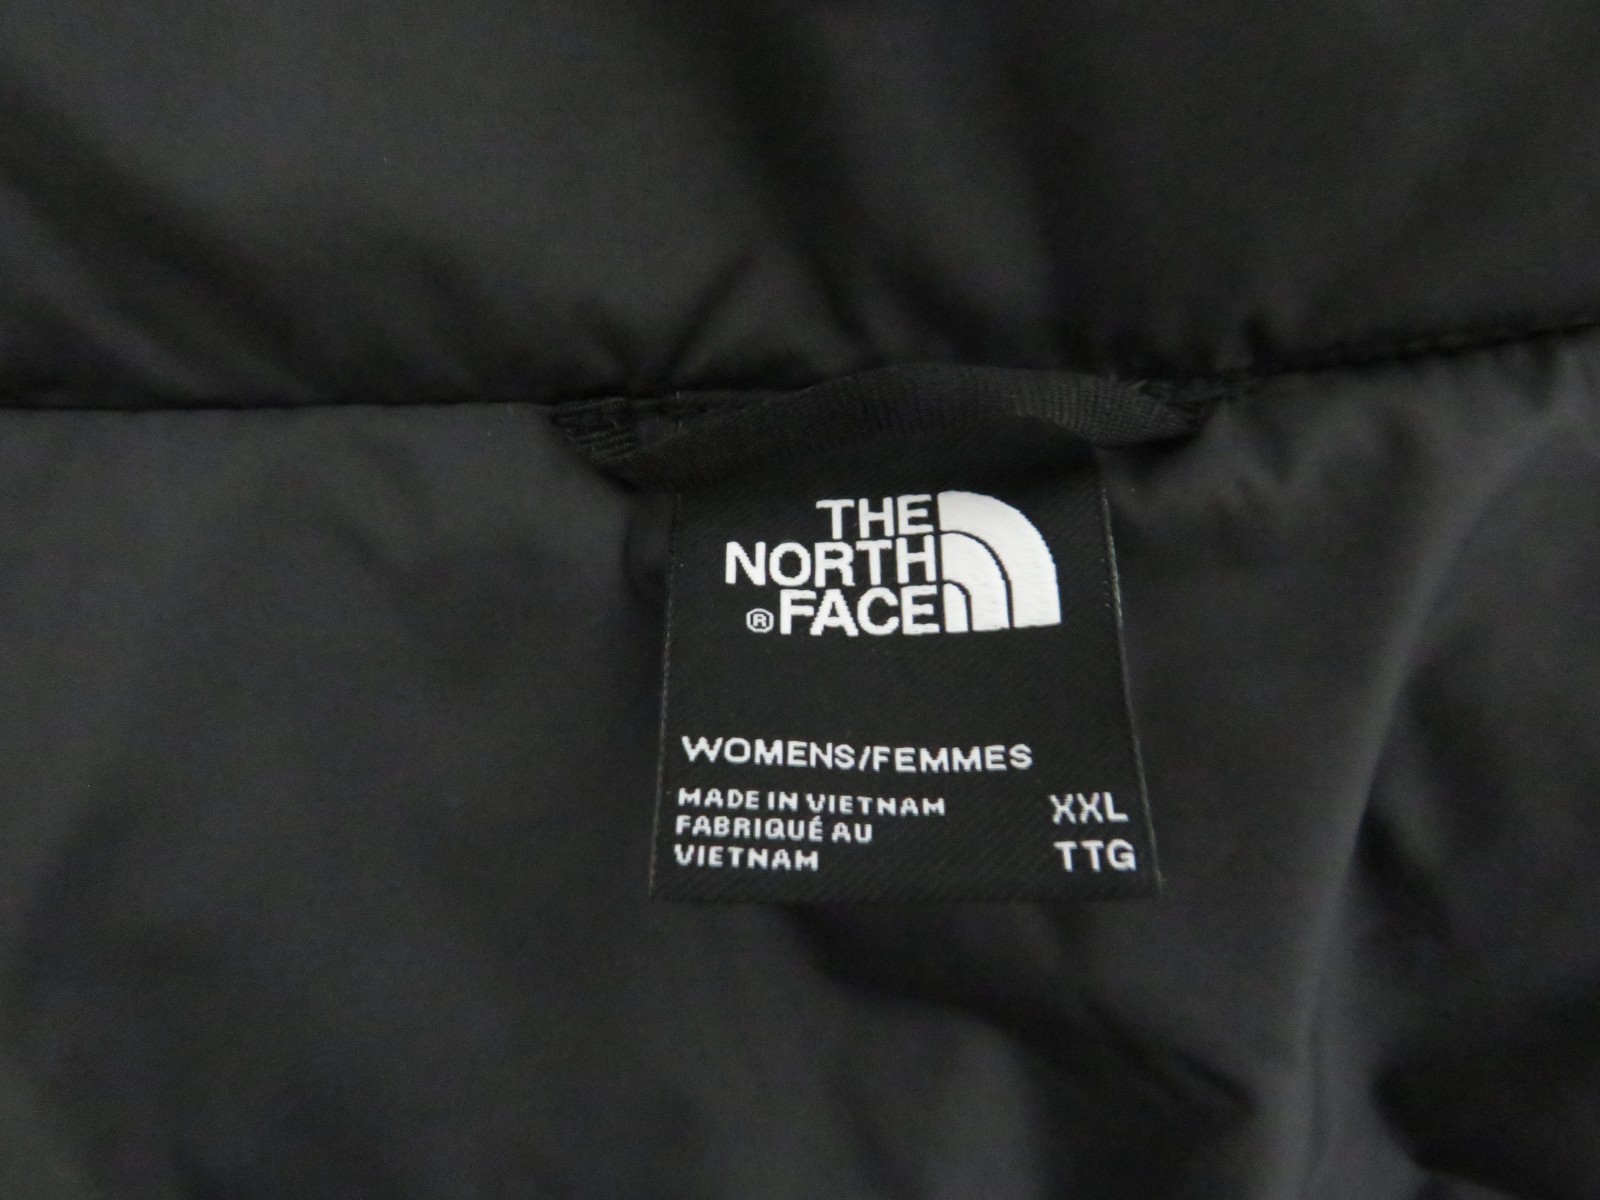 THE
NORTH
® FACE
WOMENS/FEMMES
MADE IN VIETNAM XXL
FABRIQUÉ AU
VIETNAM TTG